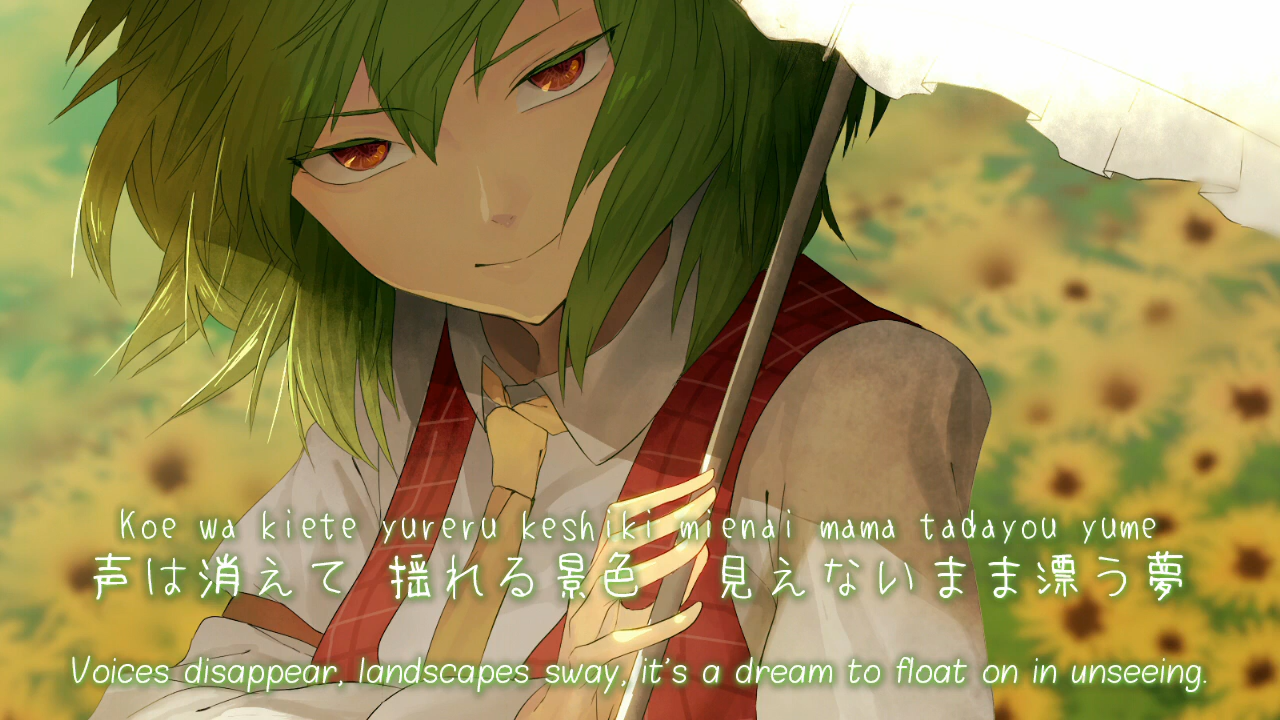 Koe wa kiete yureru keshiki mienai mama tadayou yume
声は消えて 揺れる景色 見えないまま漂う夢
Voices disappear, landscapes sway, it's a dream to float on in unseeing.